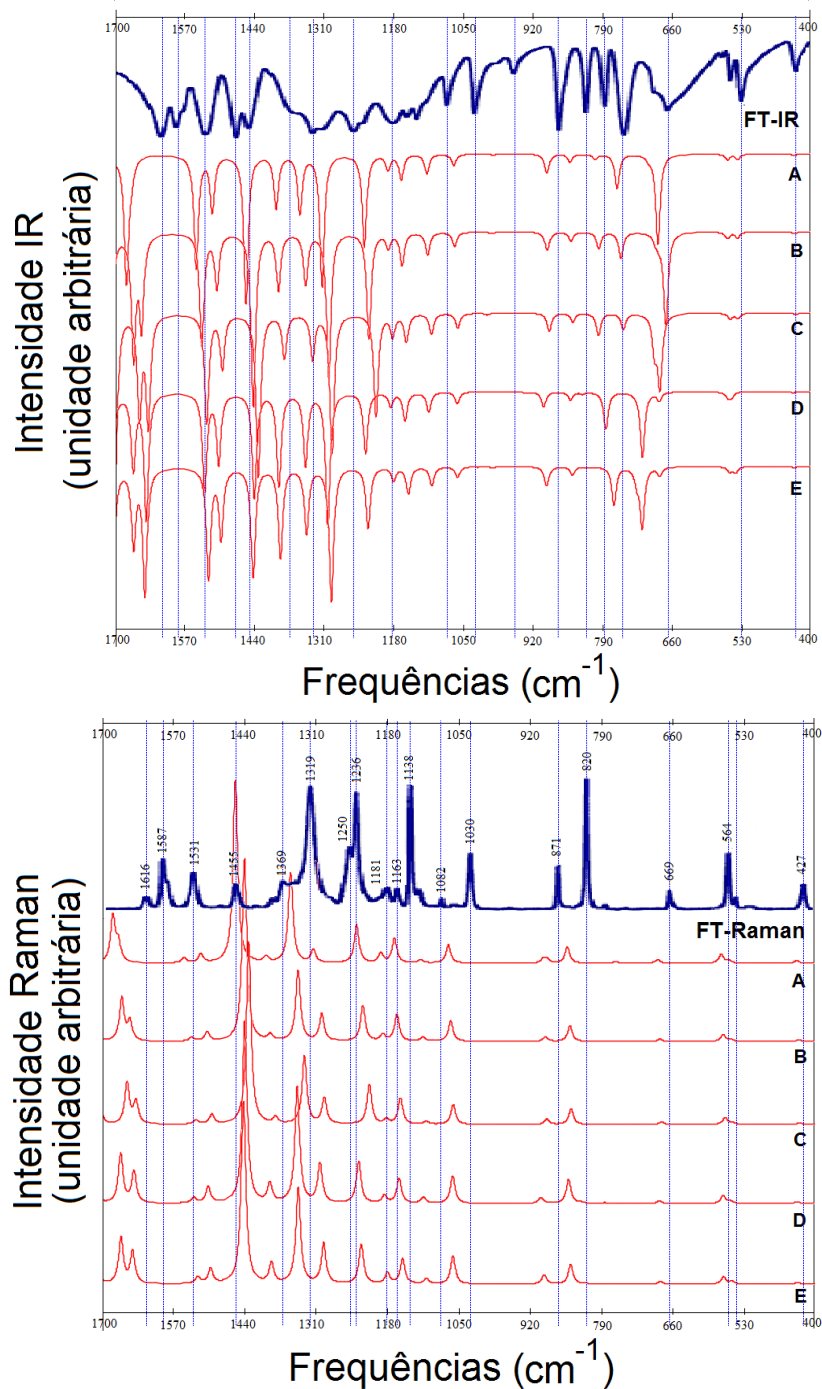 1700 1570 1440 1310 1180 1050 920 790 660 530 400
FT-IR
A
B
C
D
E
Intensidade IR
(unidade arbitrária)
1700 1570 1440 1310 1180 1050 920 790 660 530 400
Frequências (cm-1)
1700 1570 1440 1310 1180 1050 920 790 660 530 400
1616 1587 1531 1455 1369 1319 1250 1236 1181 1163 1138 1082 1030 871 820 669 564 427
FT-Raman
A
B
C
D
E
Intensidade Raman
(unidade arbitrária)
1700 1570 1440 1310 1180 1050 920 790 660 530 400
Frequências (cm-1)